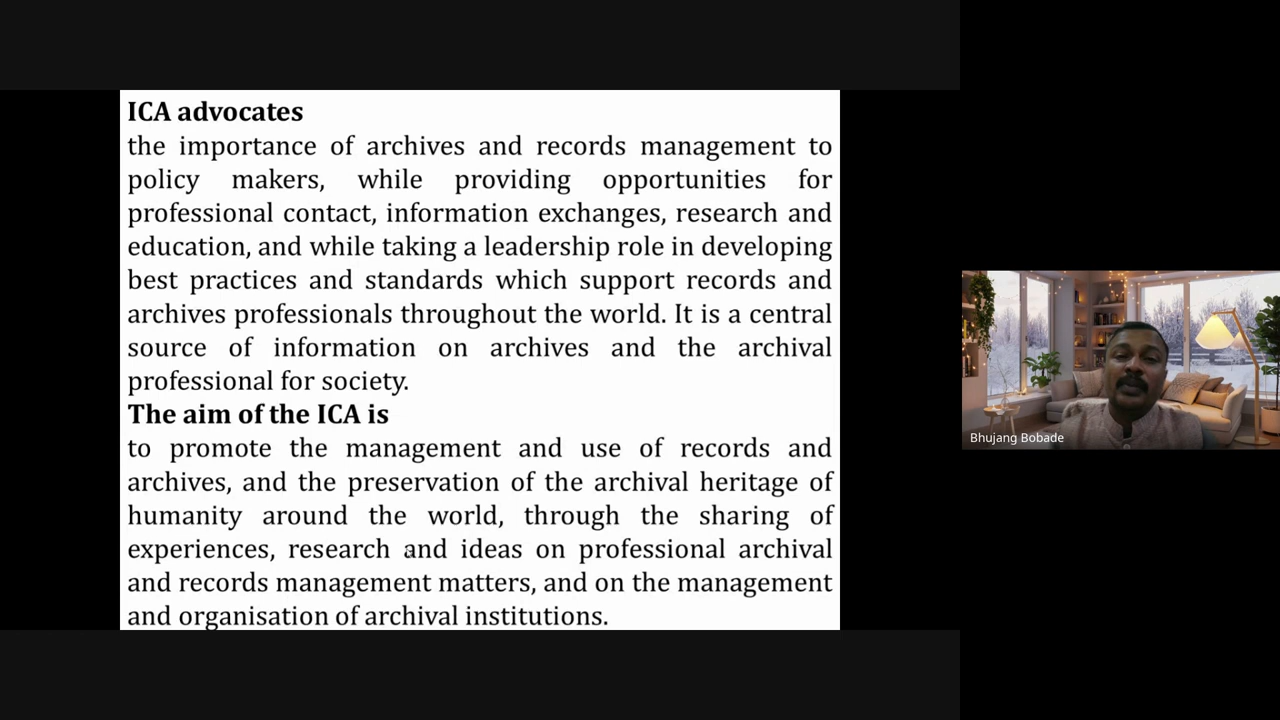 ICA advocates
the importance of archives and records management to
policy makers, while providing opportunities for
professional contact, information exchanges, research and
education, and while taking a leadership role in developing
best practices and standards which support records and
archives professionals throughout the world. It is a central
source of information on archives and the archival
professional for society.
The aim of the ICA is
to promote the management and use of records and
archives, and the preservation of the archival heritage of
humanity around the world, through the sharing of
experiences, research and ideas on professional archival
and records management matters, and on the management
and organisation of archival institutions.
Bhujang Bobade